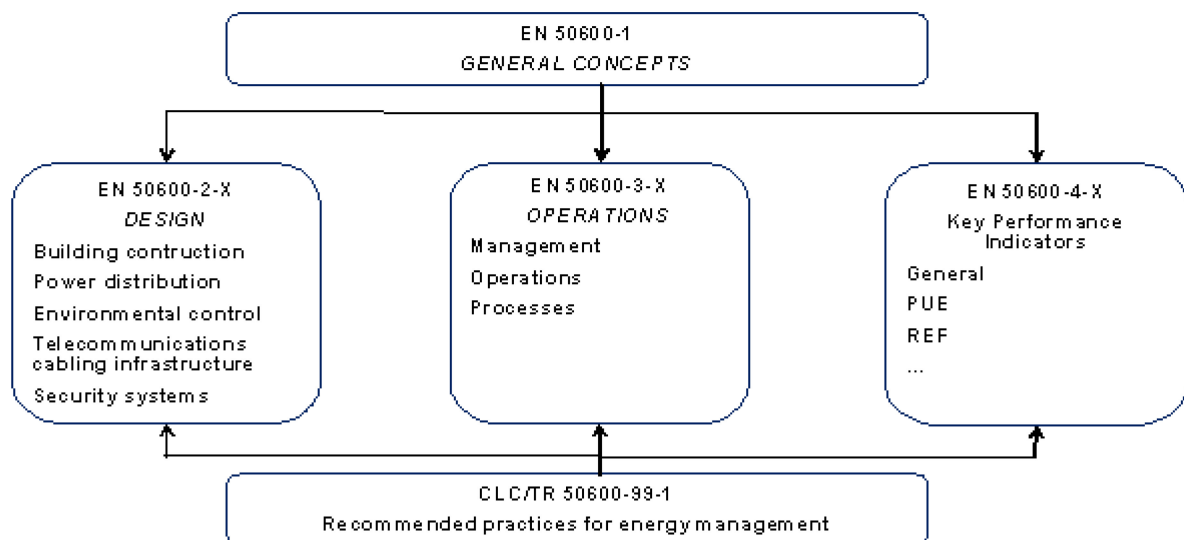 EN 50600-1
GENERAL CONCEPTS
EN 50600-2-X
DESIGN
Building contruction
Power distribution
Environmental control
Telecommunications
cabling infrastructure
Security systems
EN 50600-3-X
OPERATIONS
Management
Operations
Processes
EN 50600-4-X
Key Performance
Indicators
General
PUE
REF
...
CLC/TR 50600-99-1
Recommended practices for energy management